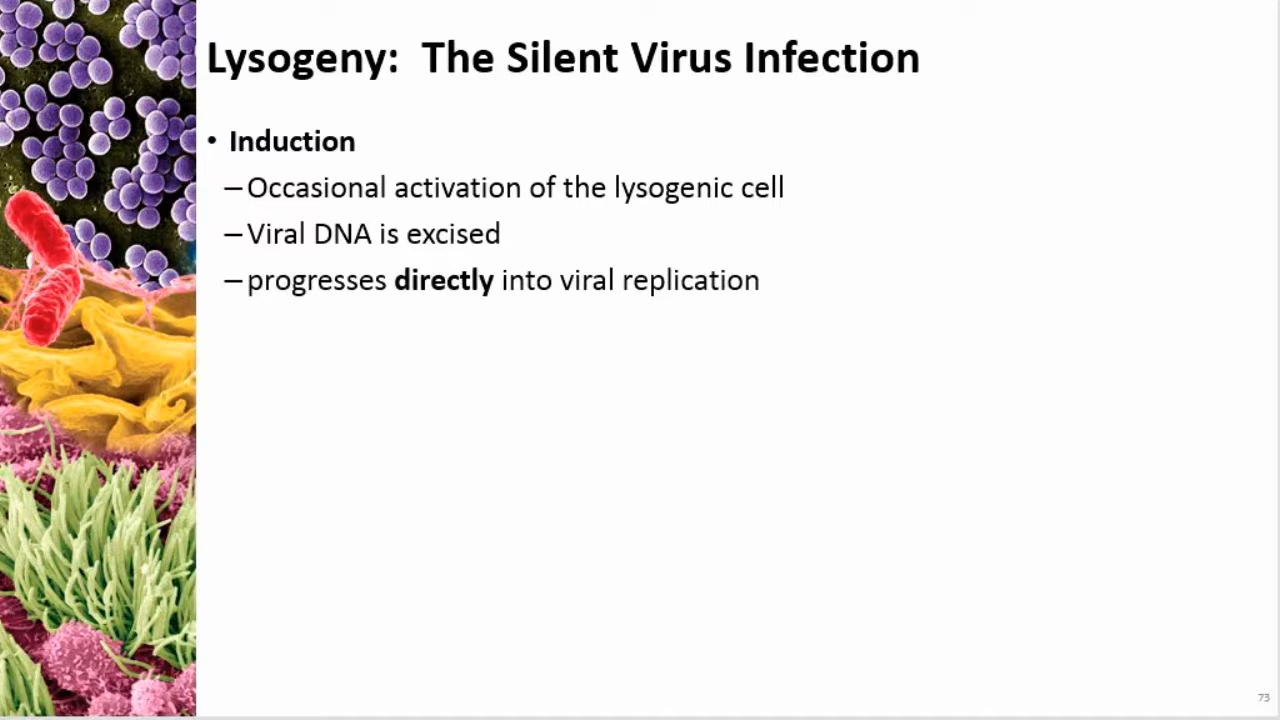 Lysogeny:  The Silent Virus Infection
• Induction
– Occasional activation of the lysogenic cell
– Viral DNA is excised
– progresses directly into viral replication
73